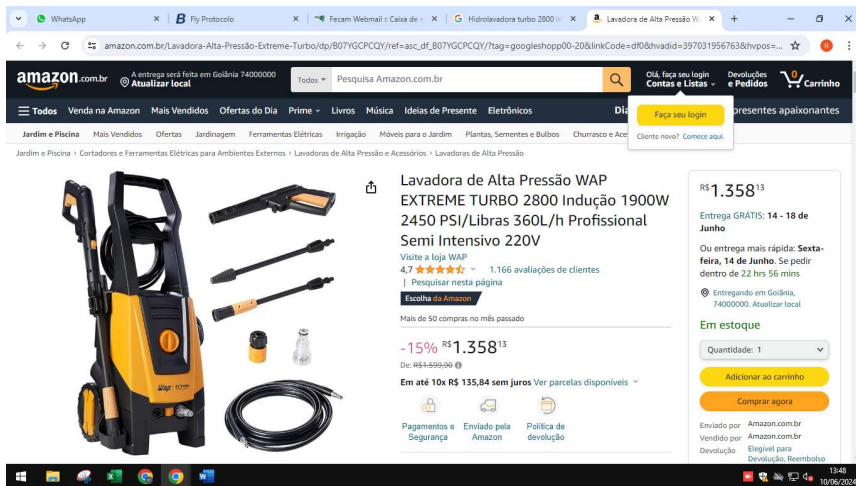 WhatsApp
Fly Protocolo
Fecam Webmail :: Caixa de e
Hidrolavadora turbo 2800 in
Lavadora de Alta Pressão W
amazon.com.br/Lavadora-Alta-Pressão-Extreme-Turbo/dp/B07YGCPCQY/ref=asc_df_B07YGCPCQY/?tag=googleshopp00-20&linkCode=df0&hvadid=397031956763&hvpos=...
amazon.com.br
A entrega será feita em Goiânia 74000000
Atualizar local
Todos
Pesquisa Amazon.com.br
Olá, faça seu login
Contas e Listas
Devoluções
e Pedidos
0
Carrinho
Todos Venda na Amazon Mais Vendidos Ofertas do Dia Prime Livros Música Ideias de Presente Eletrônicos
Dia
presentes apaixonantes
Faça seu login
Cliente novo? Comece aqui.
Jardim e Piscina Mais Vendidos Ofertas Jardinagem Ferramentas Elétricas Irrigação Móveis para o Jardim Plantas, Sementes e Bulbos Churrasco e Ace
Jardim e Piscina › Cortadores e Ferramentas Elétricas para Ambientes Externos › Lavadoras de Alta Pressão e Acessórios › Lavadoras de Alta Pressão
Wap
Lavadora de Alta Pressão WAP
EXTREME TURBO 2800 Indução 1900W
2450 PSI/Libras 360L/h Profissional
Semi Intensivo 220V
Visite a loja WAP
4,7 1.166 avaliações de clientes
| Pesquisar nesta página
Escolha da Amazon
Mais de 50 compras no mês passado
-15% R$1.35813
De: R$1.599,90
Em até 10x R$ 135,84 sem juros Ver parcelas disponíveis
Pagamentos e
Segurança
Enviado pela
Amazon
Política de
devolução
R$1.35813
Entrega GRÁTIS: 14 - 18 de
Junho
Ou entrega mais rápida: Sexta-
feira, 14 de Junho. Se pedir
dentro de 22 hrs 56 mins
Entregando em Goiânia,
74000000. Atualizar local
Em estoque
Quantidade: 1
Adicionar ao carrinho
Comprar agora
Enviado por Amazon.com.br
Vendido por Amazon.com.br
Devolução Elegível para
Devolução, Reembolso
13:48
10/06/2024